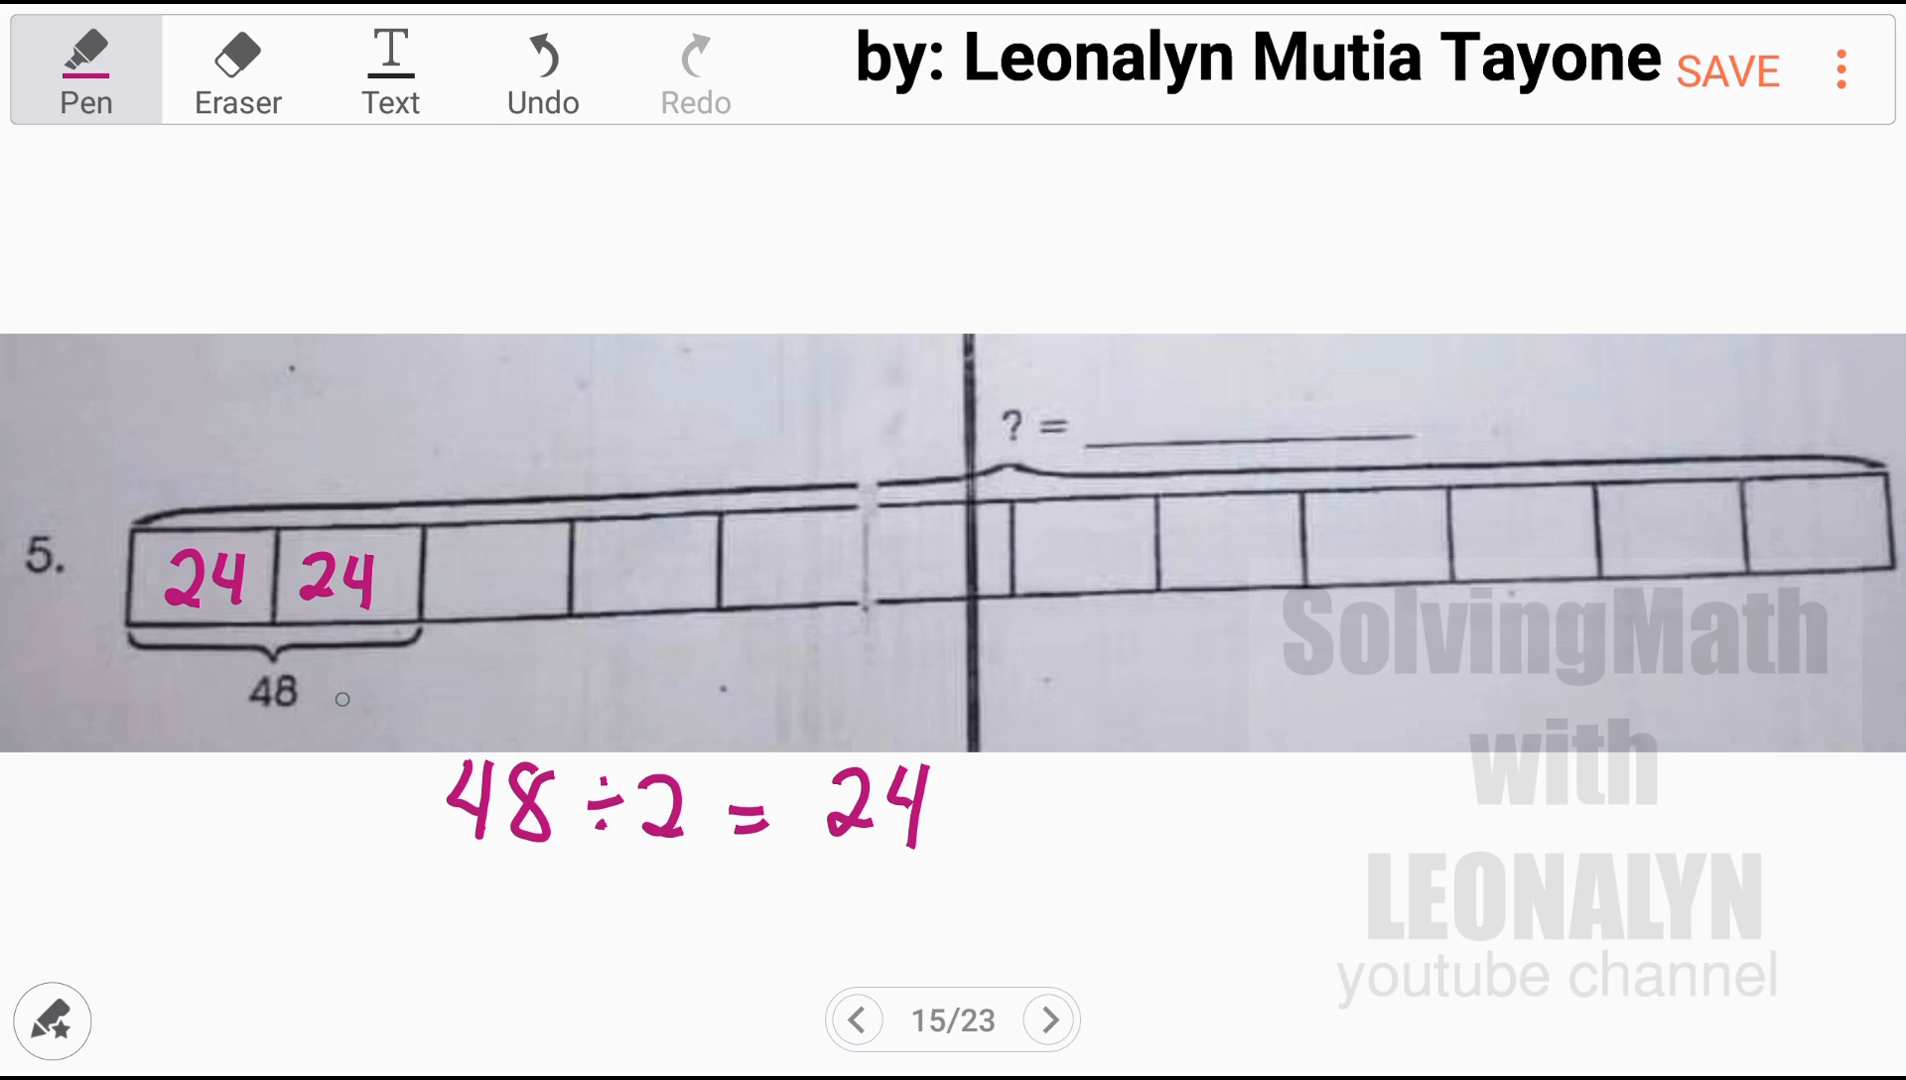 Pen Eraser Text Undo Redo by: Leonalyn Mutia Tayone SAVE
? = ____________
5. 24 24
48
48 ÷ 2 = 24
SolvingMath
with
LEONALYN
youtube channel
15/23